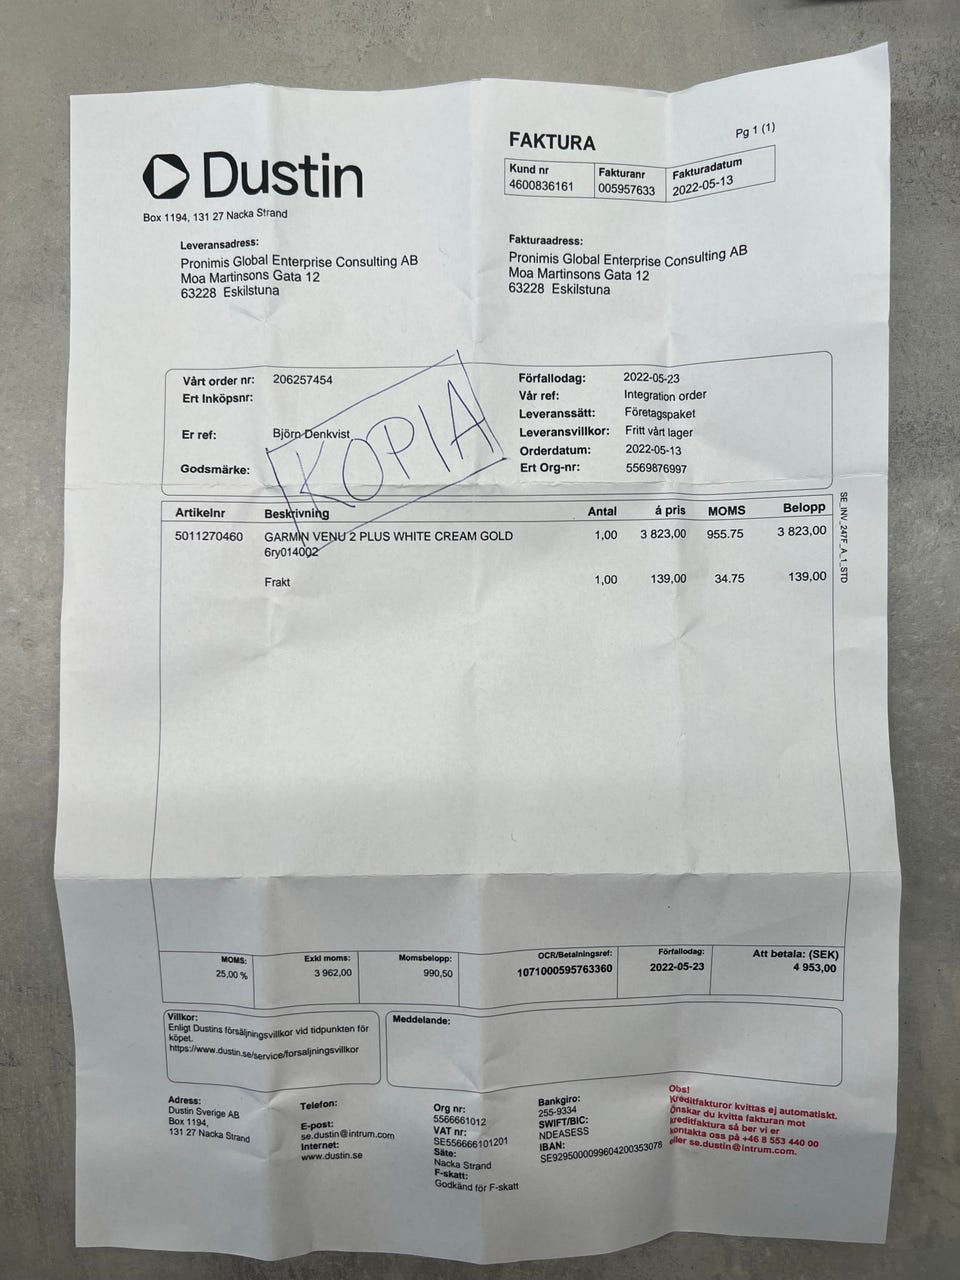 Dustin
Box 1194, 131 27 Nacka Strand
FAKTURA
Pg 1 (1)
Kund nr Fakturanr Fakturadatum
4600836161 005957633 2022-05-13
Leveransadress:
Pronimis Global Enterprise Consulting AB
Moa Martinsons Gata 12
63228 Eskilstuna
Fakturaadress:
Pronimis Global Enterprise Consulting AB
Moa Martinsons Gata 12
63228 Eskilstuna
Vårt order nr: 206257454
Ert Inköpsnr:
Er ref: Björn Denkvist
Godsmärke:
KOPIA
Förfallodag: 2022-05-23
Vår ref: Integration order
Leveranssätt: Företagspaket
Leveransvillkor: Fritt vårt lager
Orderdatum: 2022-05-13
Ert Org-nr: 5569876997
Artikelnr Beskrivning Antal á pris MOMS Belopp
5011270460 GARMIN VENU 2 PLUS WHITE CREAM GOLD 1,00 3 823,00 955.75 3 823,00
6ry014002
Frakt 1,00 139,00 34.75 139,00
SE_INV_247F_A_1_STD
MOMS: Exkl moms: Momsbelopp: OCR/Betalningsref: Förfallodag: Att betala: (SEK)
25,00 % 3 962,00 990,50 1071000595763360 2022-05-23 4 953,00
Villkor:
Enligt Dustins försäljningsvillkor vid tidpunkten för
köpet.
https://www.dustin.se/service/forsaljningsvillkor
Meddelande:
Adress:
Dustin Sverige AB
Box 1194,
131 27 Nacka Strand
Telefon:
E-post:
se.dustin@intrum.com
Internet:
www.dustin.se
Org nr:
5566661012
VAT nr:
SE556666101201
Säte:
Nacka Strand
F-skatt:
Godkänd för F-skatt
Bankgiro:
255-9334
SWIFT/BIC:
NDEASESS
IBAN:
SE9295000099604200353078
Obs!
Kreditfakturor kvittas ej automatiskt.
Önskar du kvitta fakturan mot
kreditfaktura så ber vi er
kontakta oss på +46 8 553 440 00
eller se.dustin@intrum.com.